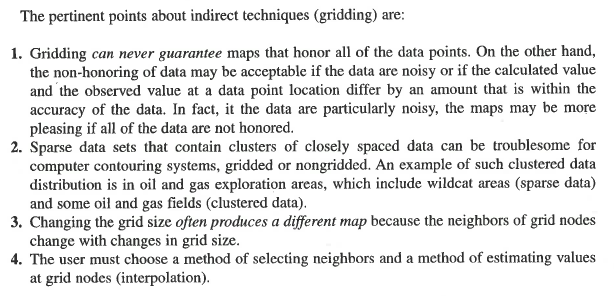 The pertinent points about indirect techniques (gridding) are:
1. Gridding can never guarantee maps that honor all of the data points. On the other hand,
the non-honoring of data may be acceptable if the data are noisy or if the calculated value
and the observed value at a data point location differ by an amount that is within the
accuracy of the data. In fact, it the data are particularly noisy, the maps may be more
pleasing if all of the data are not honored.
2. Sparse data sets that contain clusters of closely spaced data can be troublesome for
computer contouring systems, gridded or nongridded. An example of such clustered data
distribution is in oil and gas exploration areas, which include wildcat areas (sparse data)
and some oil and gas fields (clustered data).
3. Changing the grid size often produces a different map because the neighbors of grid nodes
change with changes in grid size.
4. The user must choose a method of selecting neighbors and a method of estimating values
at grid nodes (interpolation).